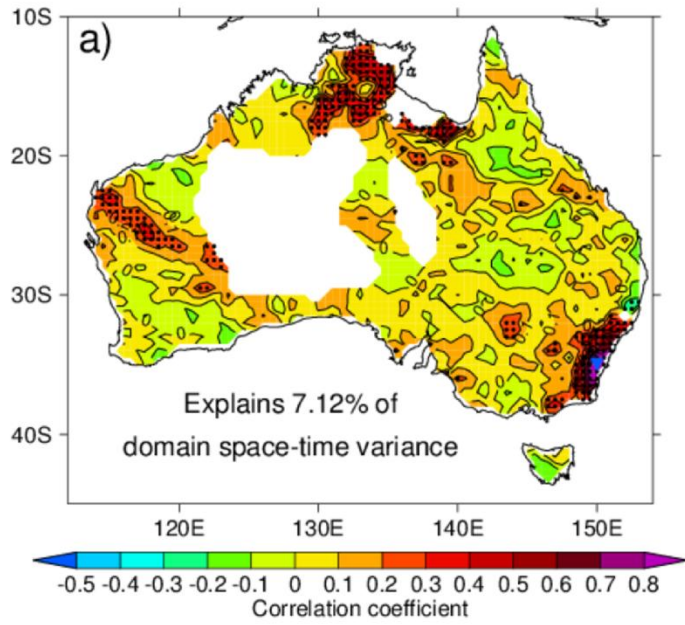 a)
10S
20S
30S
40S
Explains 7.12% of
domain space-time variance
120E 130E 140E 150E
-0.5 -0.4 -0.3 -0.2 -0.1 0 0.1 0.2 0.3 0.4 0.5 0.6 0.7 0.8
Correlation coefficient